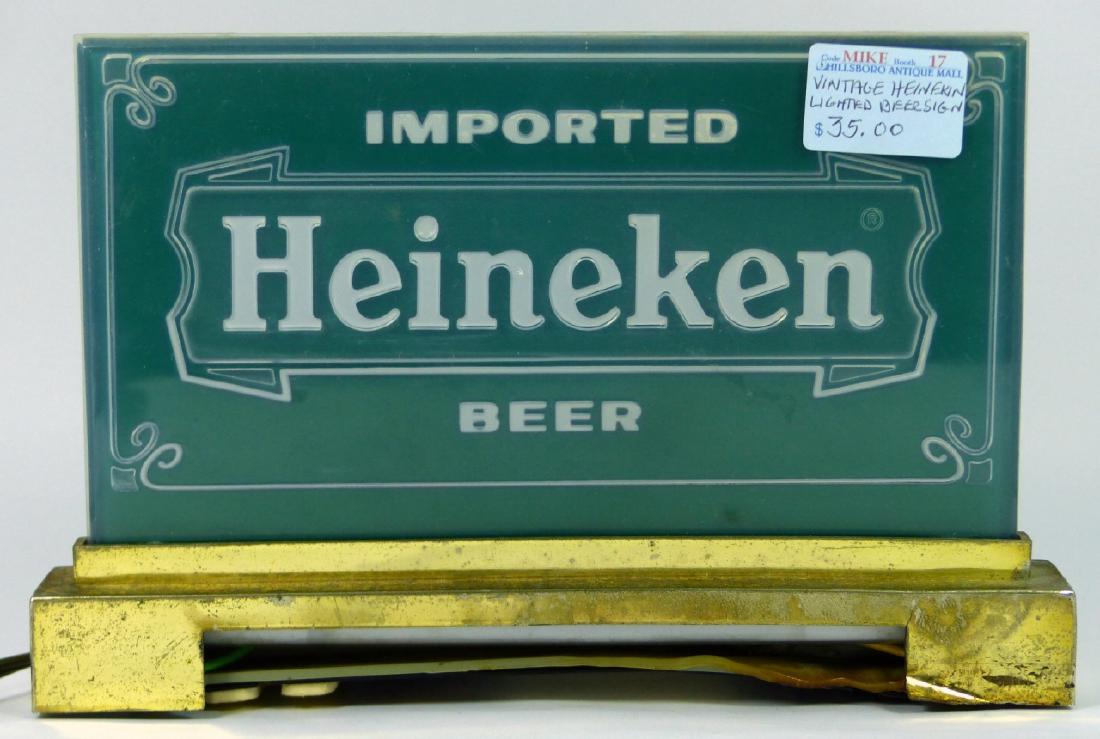 Code MIKE Booth 17
HILLSBORO ANTIQUE MALL
VINTAGE HEINEKIN
LIGHTED BEERSIGN
$35.00
IMPORTED
Heineken®
BEER